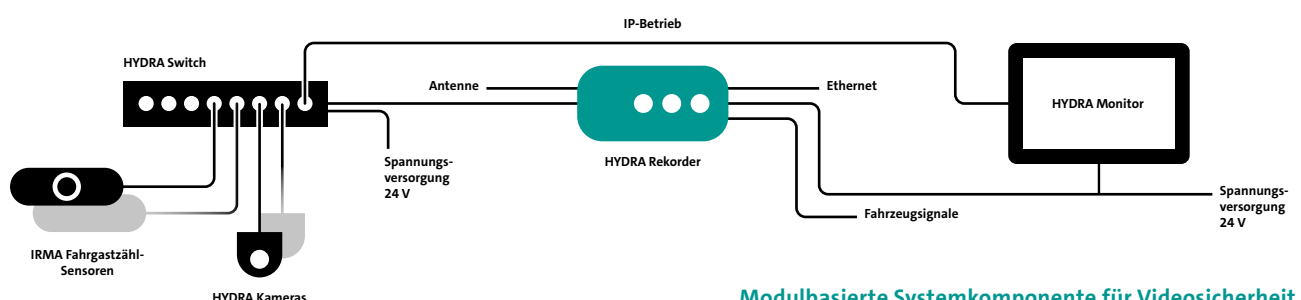 IP-Betrieb
HYDRA Switch
Antenne
Ethernet
HYDRA Monitor
Spannungs-
versorgung
24 V
HYDRA Rekorder
Spannungs-
versorgung
24 V
Fahrzeugsignale
IRMA Fahrgastzähl-
Sensoren
HYDRA Kameras
Modulbasierte Systemkomponente für Videosicherheit